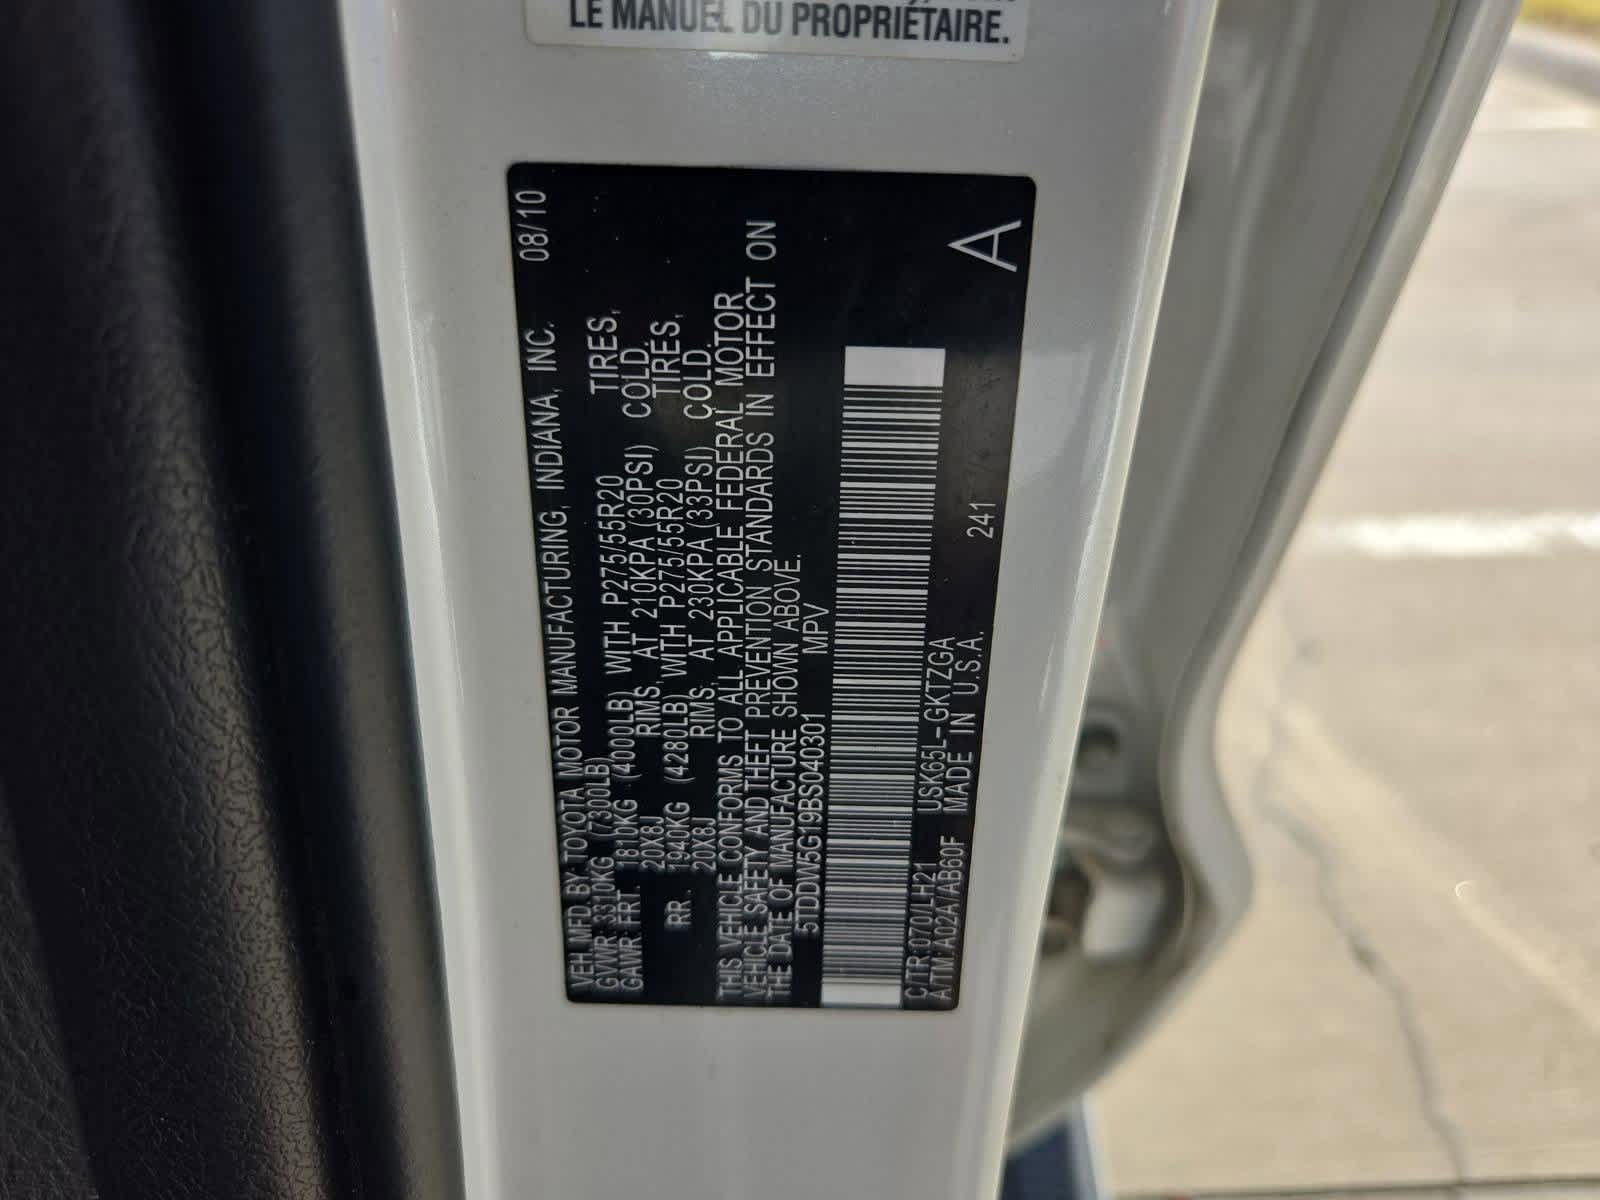 LE MANUEL DU PROPRIÉTAIRE.
VEH. MFD. BY: TOYOTA MOTOR MANUFACTURING, INDIANA, INC. 08/10
GVWR: 3310KG (7300LB)
GAWR: FRT. 1810KG (4000LB) WITH P275/55R20 TIRES,
20X8J RIMS, AT 210KPA(30PSI) COLD.
RR. 1940KG (4280LB) WITH P275/55R20 TIRES,
20X8J RIMS, AT 230KPA(33PSI) COLD.
THIS VEHICLE CONFORMS TO ALL APPLICABLE FEDERAL MOTOR
VEHICLE SAFETY AND THEFT PREVENTION STANDARDS IN EFFECT ON
THE DATE OF MANUFACTURE SHOWN ABOVE.
5TDDW5G19BS040301 MPV
C/TR:070/LH21 USK65L-GKTZGA 241
A/TM:A02A/AB60F MADE IN U.S.A. A